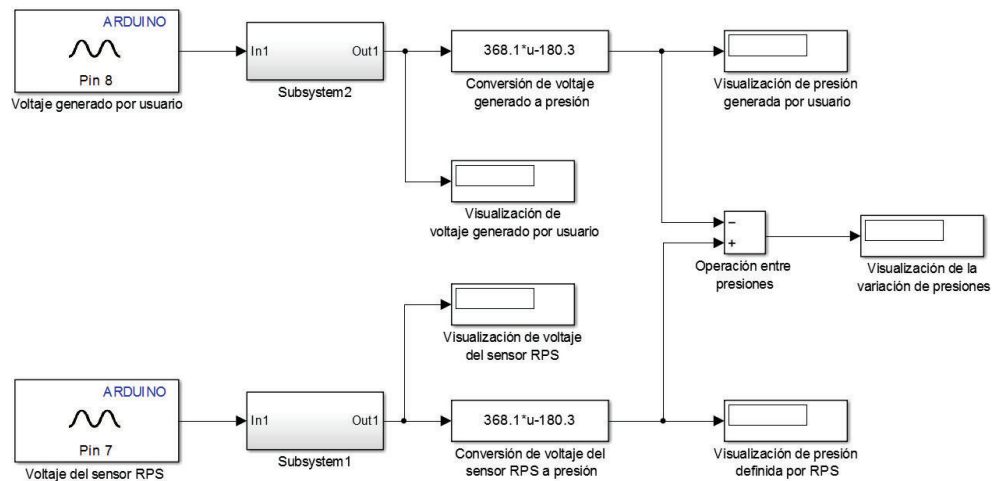 ARDUINO
Pin 8
Voltaje generado por usuario
In1
Out1
Subsystem2
368.1*u-180.3
Conversión de voltaje
generado a presión
Visualización de presión
generada por usuario
Visualización de
voltaje generado por usuario
−
+
Operación entre
presiones
Visualización de la
variación de presiones
Visualización de voltaje
del sensor RPS
ARDUINO
Pin 7
Voltaje del sensor RPS
In1
Out1
Subsystem1
368.1*u-180.3
Conversión de voltaje del
sensor RPS a presión
Visualización de presión
definida por RPS